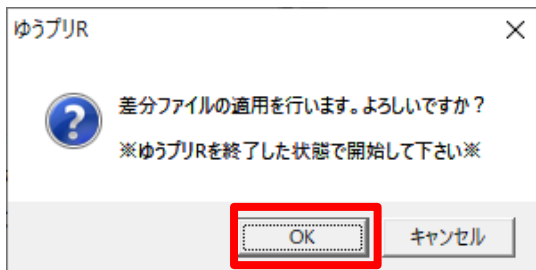 ゆうプリR
差分ファイルの適用を行います。よろしいですか？
※ゆうプリRを終了した状態で開始して下さい※
OK
キャンセル